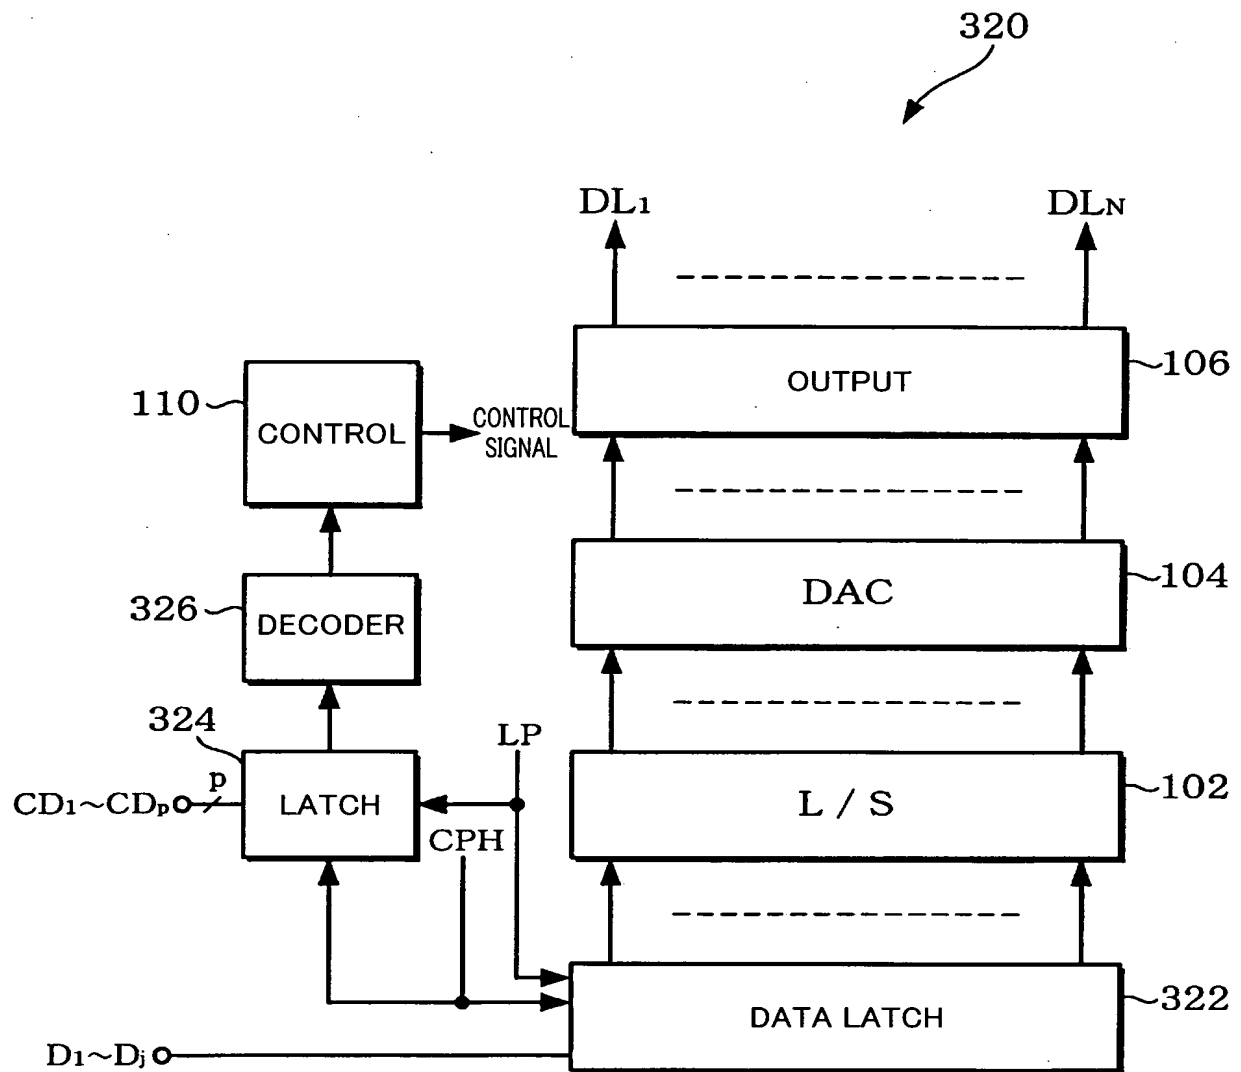 320
DL1 DLN
OUTPUT 106
110 CONTROL CONTROL
SIGNAL
DAC 104
326 DECODER
324 LP
CD1~CDp p LATCH L / S 102
CPH
DATA LATCH 322
D1~Dj